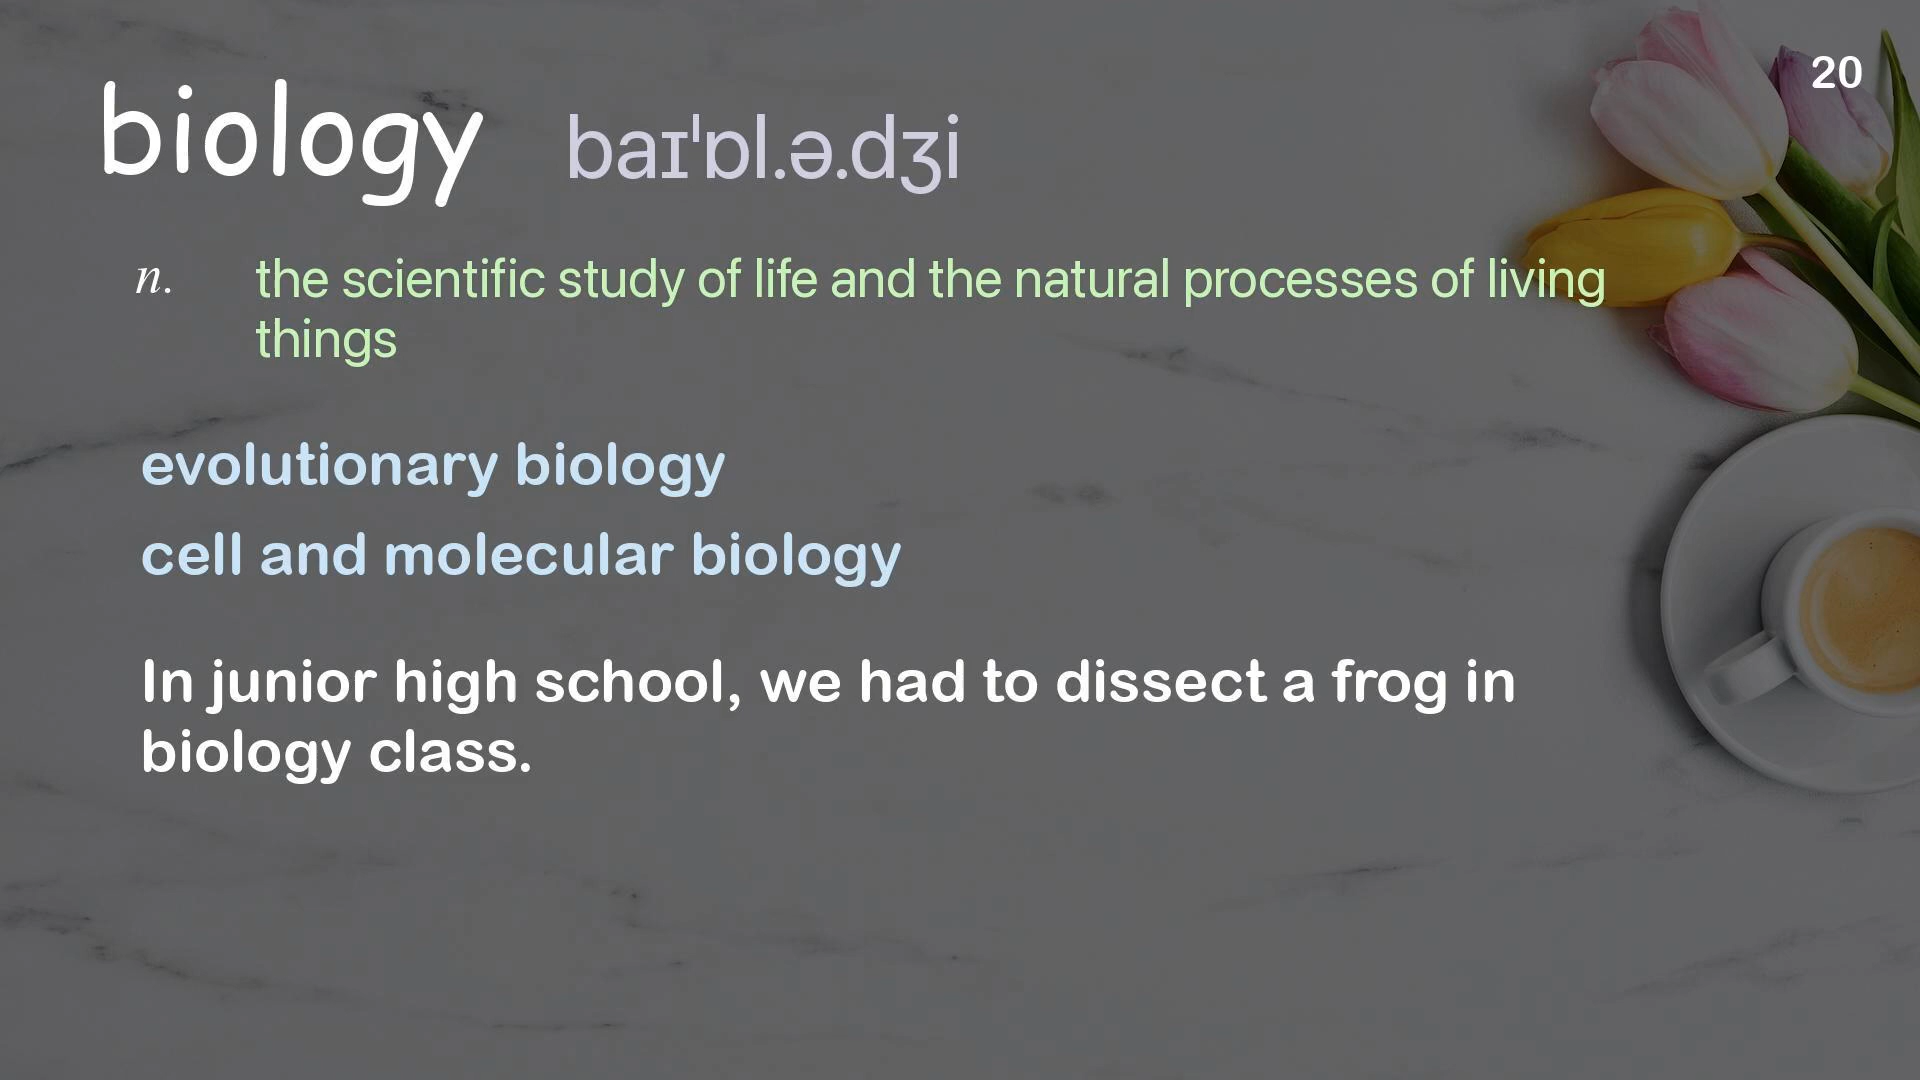 20
biology baɪˈɒl.ə.dʒi
n. the scientific study of life and the natural processes of living
things
evolutionary biology
cell and molecular biology
In junior high school, we had to dissect a frog in
biology class.